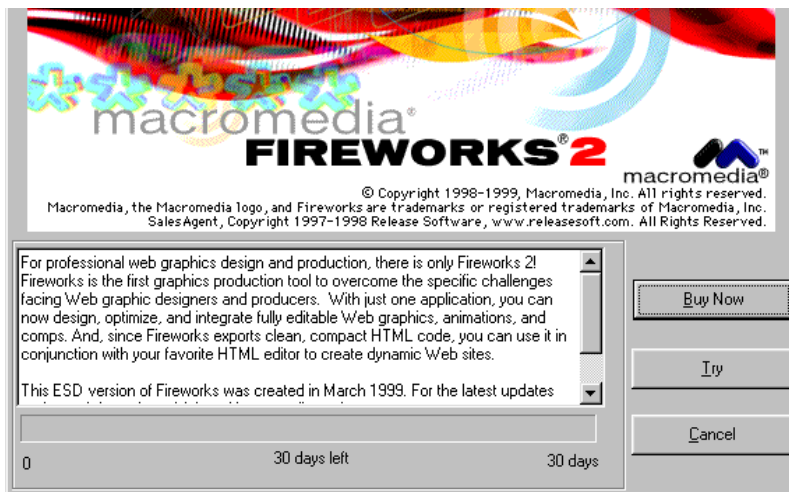 macromedia®
FIREWORKS®2
macromedia®
© Copyright 1998-1999, Macromedia, Inc. All rights reserved.
Macromedia, the Macromedia logo, and Fireworks are trademarks or registered trademarks of Macromedia, Inc.
SalesAgent, Copyright 1997-1998 Release Software, www.releasesoft.com. All Rights Reserved.
For professional web graphics design and production, there is only Fireworks 2!
Fireworks is the first graphics production tool to overcome the specific challenges
facing Web graphic designers and producers.  With just one application, you can
now design, optimize, and integrate fully editable Web graphics, animations, and
comps. And, since Fireworks exports clean, compact HTML code, you can use it in
conjunction with your favorite HTML editor to create dynamic Web sites.
This ESD version of Fireworks was created in March 1999. For the latest updates
Buy Now
Try
Cancel
0
30 days left
30 days